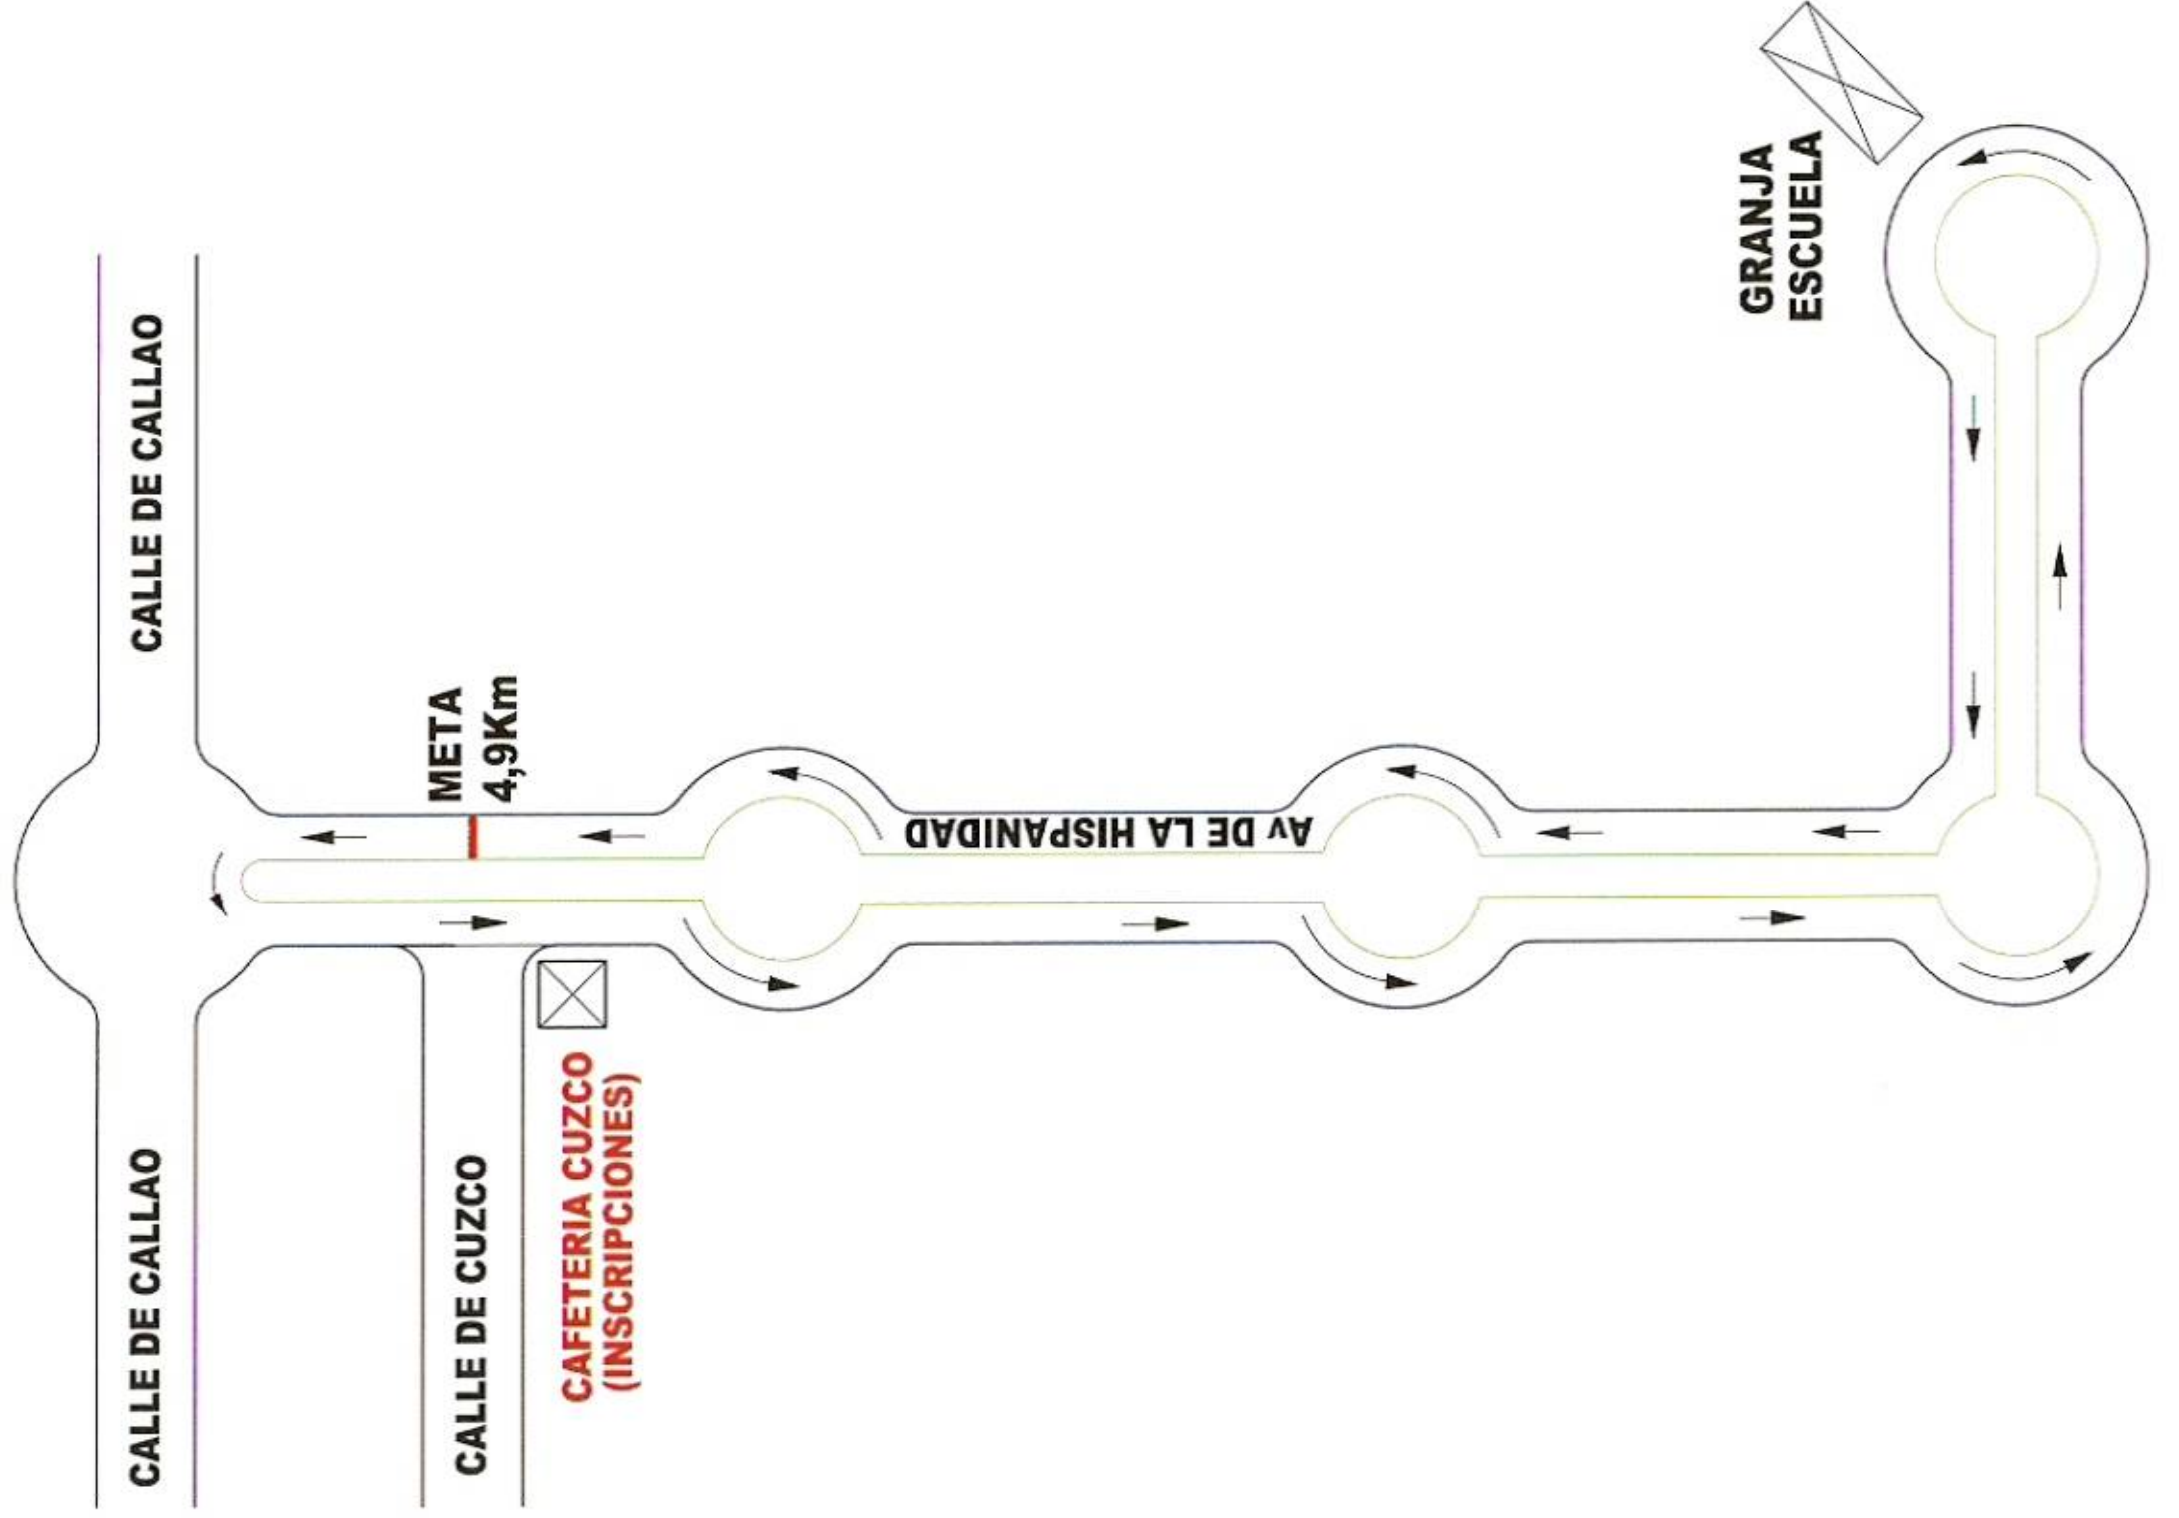 CALLE DE CALLAO
CALLE DE CALLAO
META
4,9Km
CALLE DE CUZCO
CAFETERIA CUZCO
(INSCRIPCIONES)
Av DE LA HISPANIDAD
GRANJA
ESCUELA